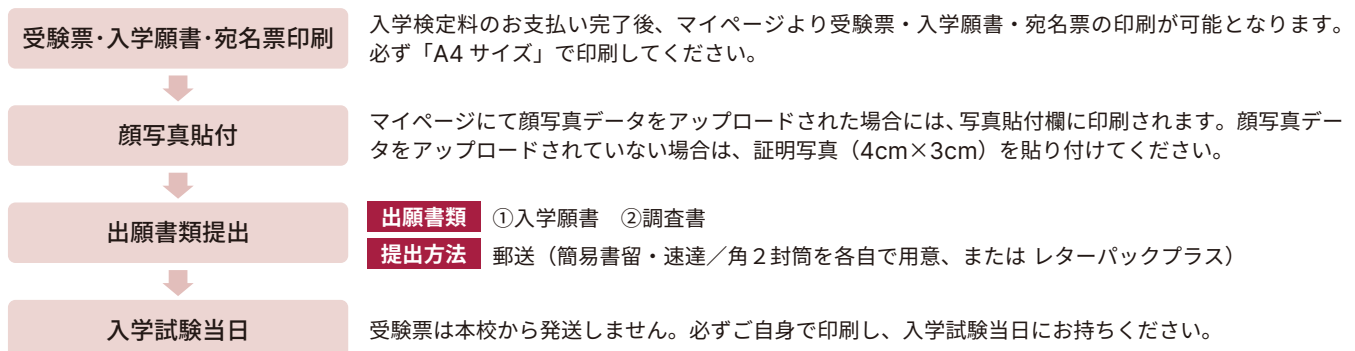 受験票・入学願書・宛名票印刷
入学検定料のお支払い完了後、マイページより受験票・入学願書・宛名票の印刷が可能となります。
必ず「A4 サイズ」で印刷してください。
顔写真貼付
マイページにて顔写真データをアップロードされた場合には、写真貼付欄に印刷されます。顔写真デー
タをアップロードされていない場合は、証明写真（4cm×3cm）を貼り付けてください。
出願書類提出
出願書類 ①入学願書　②調査書
提出方法 郵送（簡易書留・速達／角２封筒を各自で用意、または レターパックプラス）
入学試験当日
受験票は本校から発送しません。必ずご自身で印刷し、入学試験当日にお持ちください。